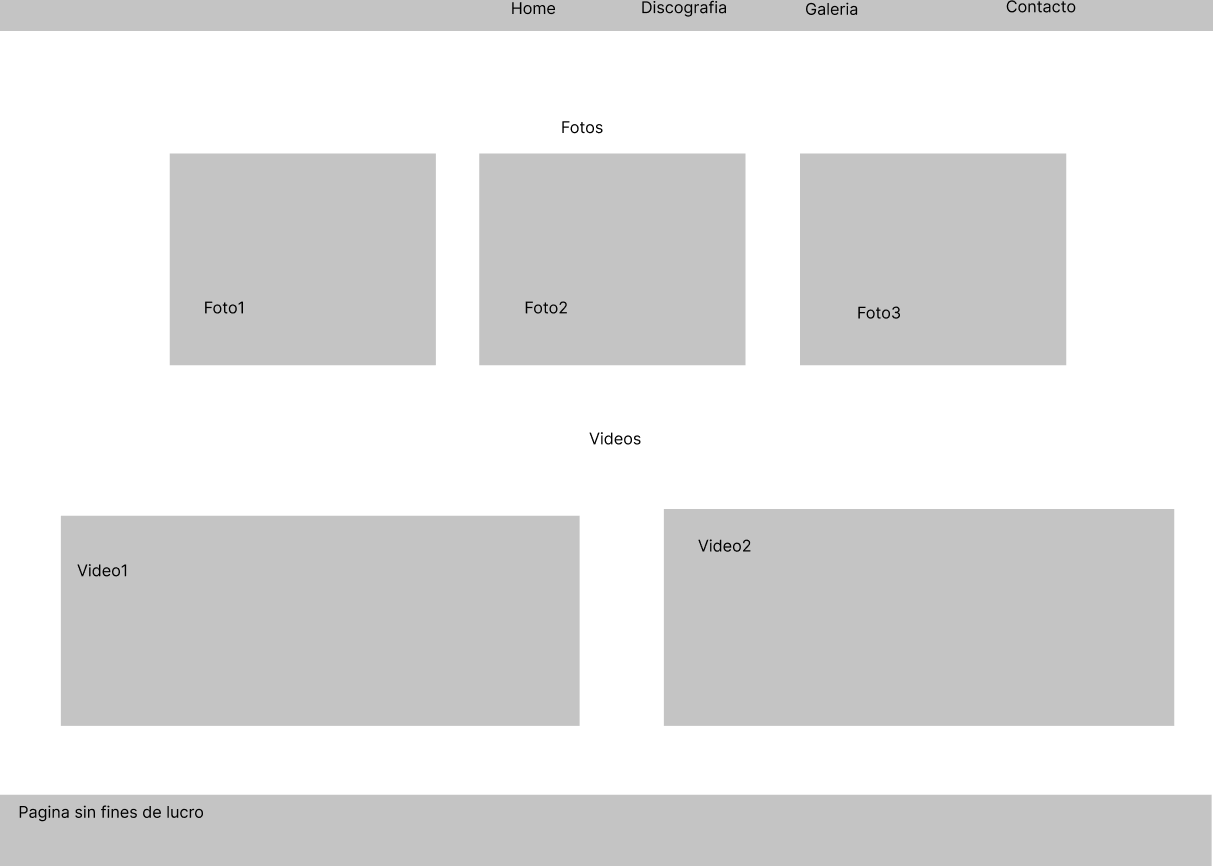 Home
Discografia
Galeria
Contacto
Fotos
Foto1
Foto2
Foto3
Videos
Video1
Video2
Pagina sin fines de lucro